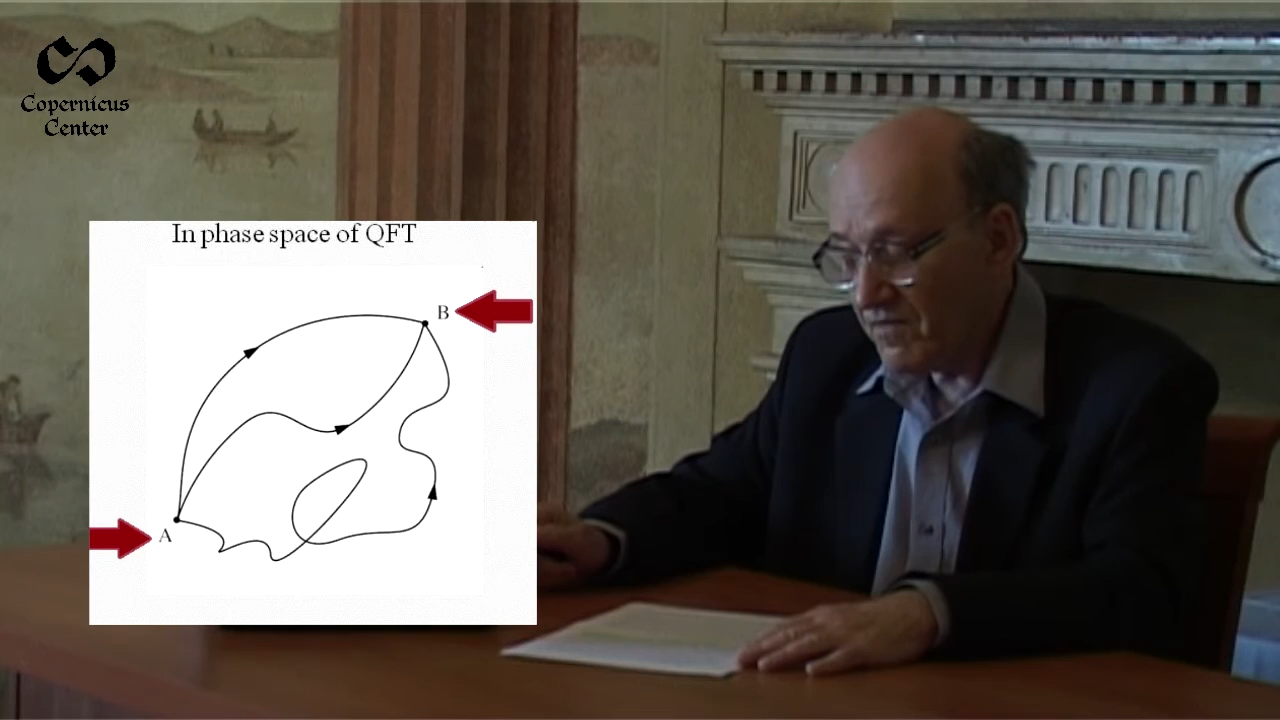 Copernicus
Center
In phase space of QFT
B
A